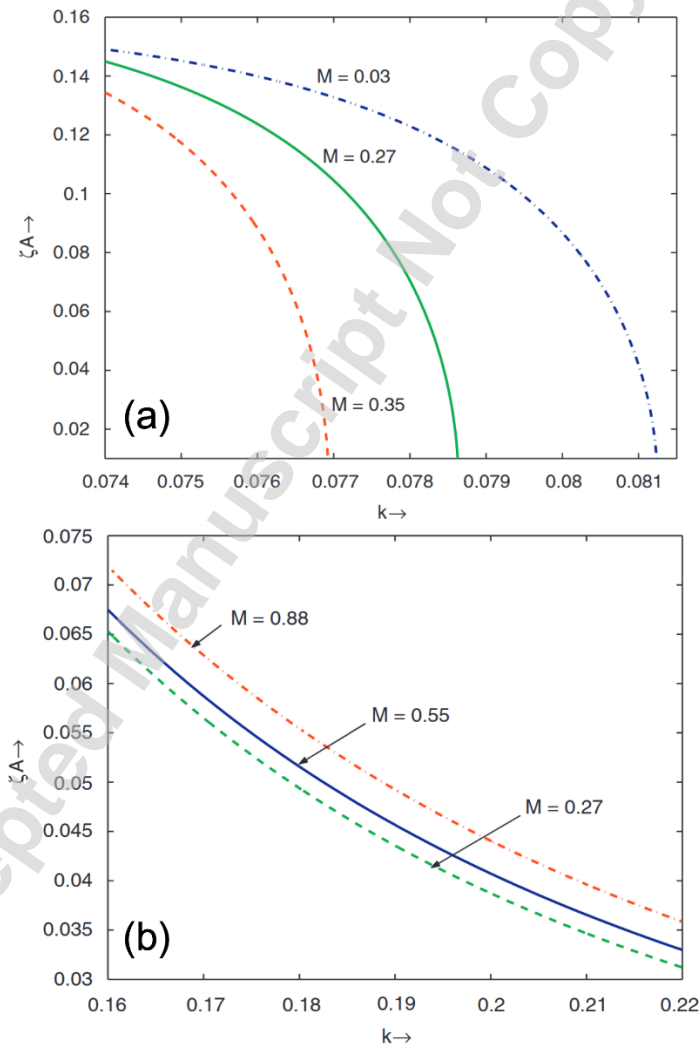 0.16
0.14
0.12
0.1
0.08
0.06
0.04
0.02
ζA→
M = 0.03
M = 0.27
M = 0.35
(a)
0.074 0.075 0.076 0.077 0.078 0.079 0.08 0.081
k→
0.075
0.07
0.065
0.06
0.055
0.05
0.045
0.04
0.035
0.03
ζA→
M = 0.88
M = 0.55
M = 0.27
(b)
0.16 0.17 0.18 0.19 0.2 0.21 0.22
k→
cepted Manuscript Not Copy